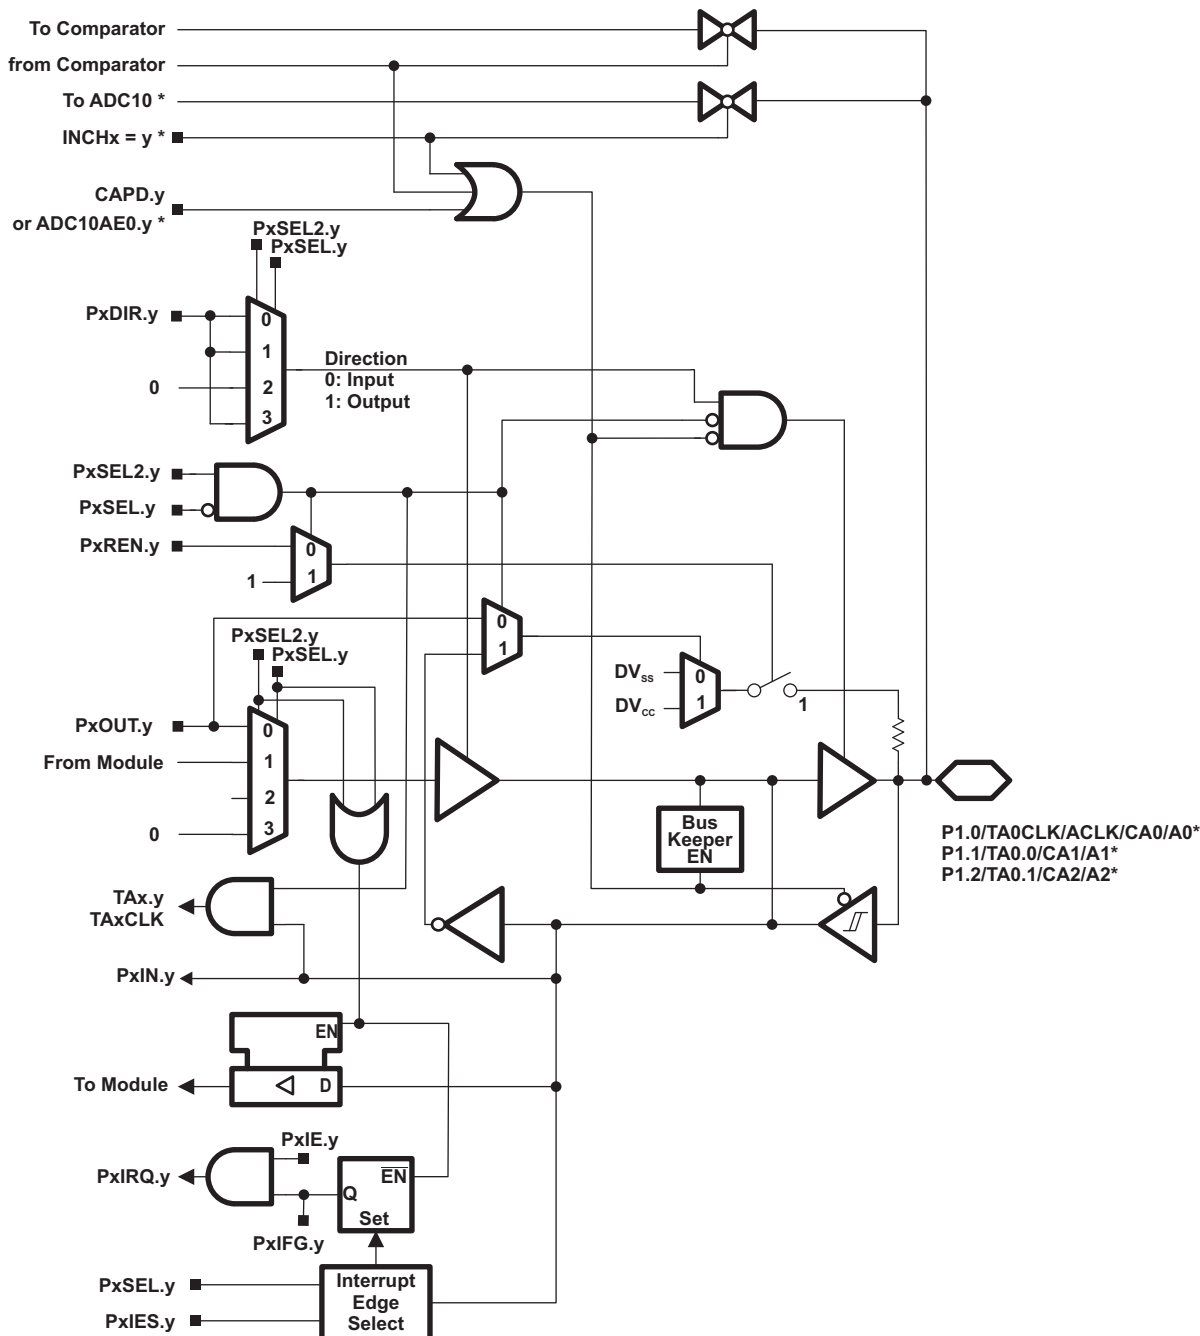 To Comparator
from Comparator
To ADC10 *
INCHx = y *
CAPD.y
or ADC10AE0.y *
PxSEL2.y
PxSEL.y
PxDIR.y
0
1
2
3
0
Direction
0: Input
1: Output
PxSEL2.y
PxSEL.y
PxREN.y
0
1
1
PxSEL2.y
PxSEL.y
0
1
DVSS
DVCC
0
1
1
PxOUT.y
From Module
0
1
2
3
0
Bus
Keeper
EN
P1.0/TA0CLK/ACLK/CA0/A0*
P1.1/TA0.0/CA1/A1*
P1.2/TA0.1/CA2/A2*
TAx.y
TAxCLK
PxIN.y
EN
To Module
D
PxIE.y
PxIRQ.y
EN
Q
Set
PxIFG.y
PxSEL.y
PxIES.y
Interrupt
Edge
Select